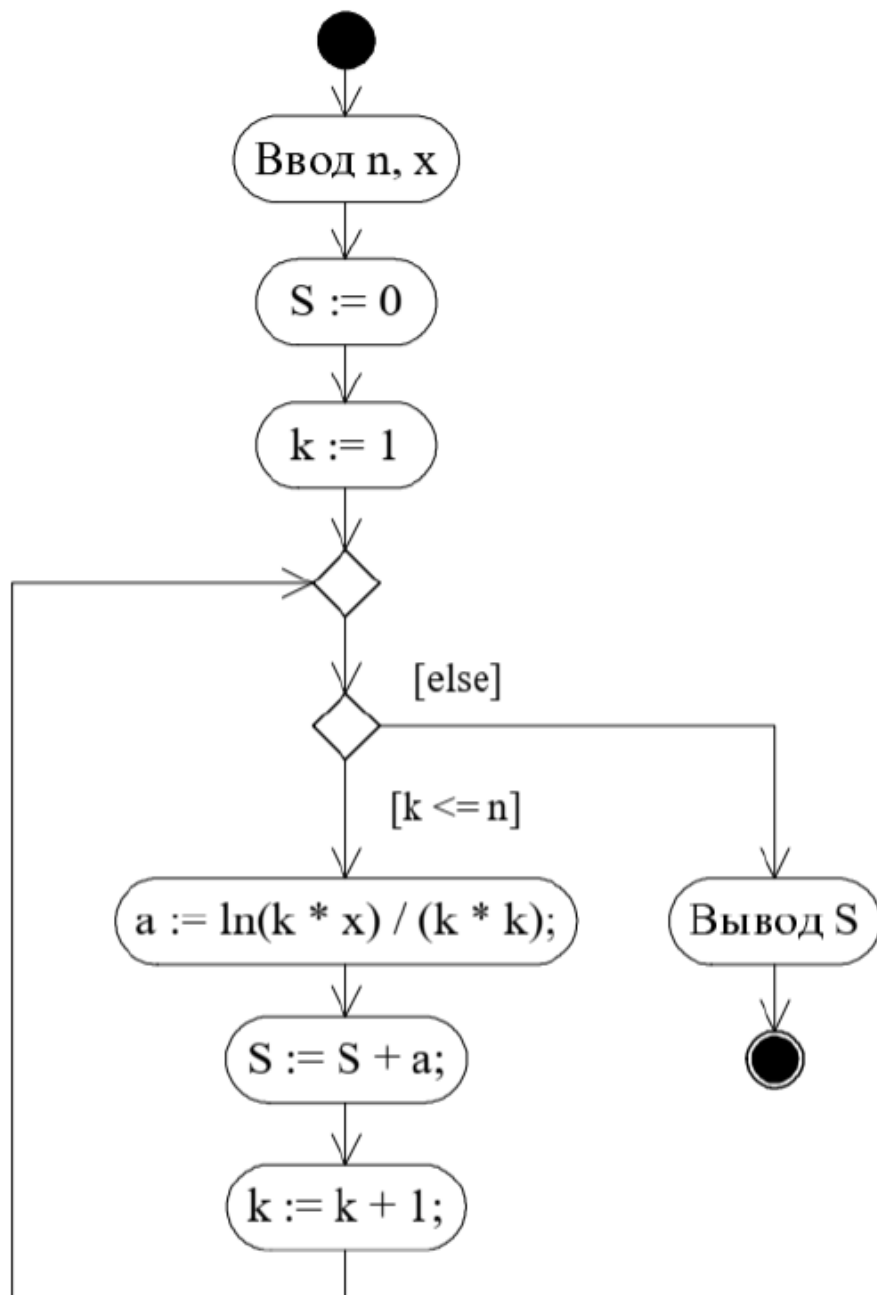 Ввод n, x
S := 0
k := 1
[else]
[k <= n]
a := ln(k * x) / (k * k);
Вывод S
S := S + a;
k := k + 1;